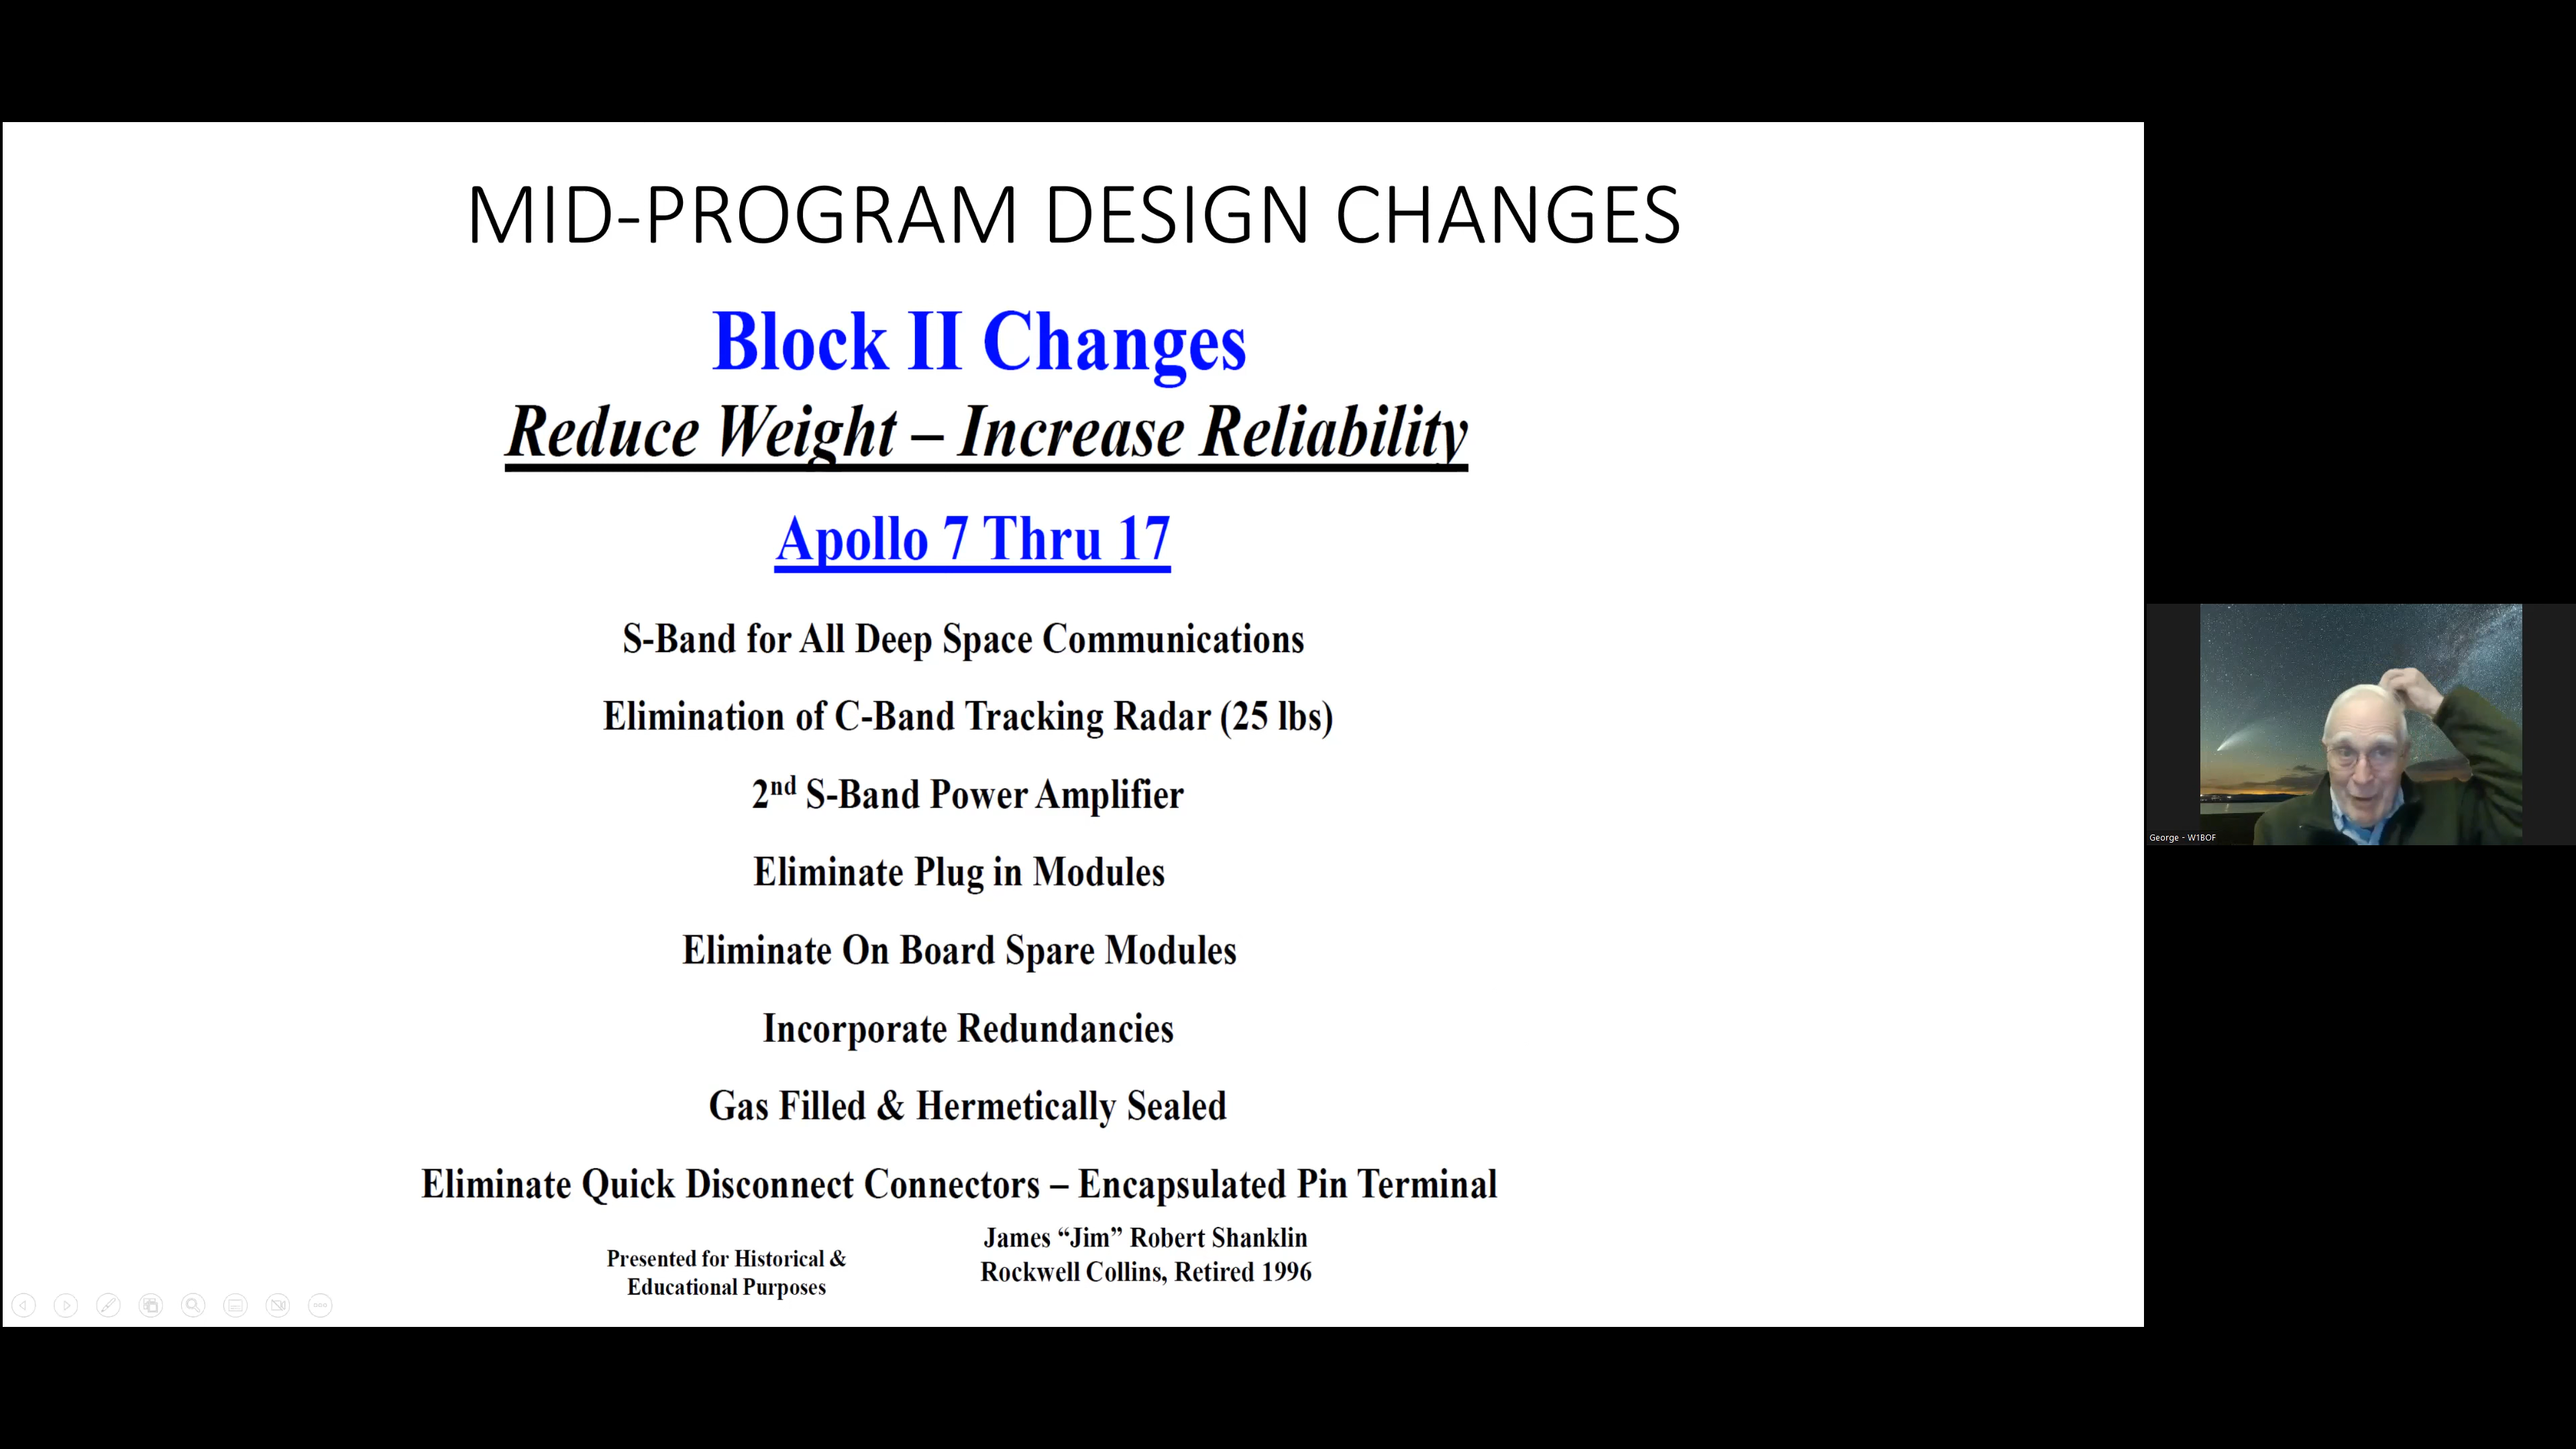 MID-PROGRAM DESIGN CHANGES
Block II Changes
Reduce Weight – Increase Reliability
Apollo 7 Thru 17
S-Band for All Deep Space Communications
Elimination of C-Band Tracking Radar (25 lbs)
2nd S-Band Power Amplifier
Eliminate Plug in Modules
Eliminate On Board Spare Modules
Incorporate Redundancies
Gas Filled & Hermetically Sealed
Eliminate Quick Disconnect Connectors – Encapsulated Pin Terminal
Presented for Historical &
Educational Purposes
James “Jim” Robert Shanklin
Rockwell Collins, Retired 1996
George - W1BOF